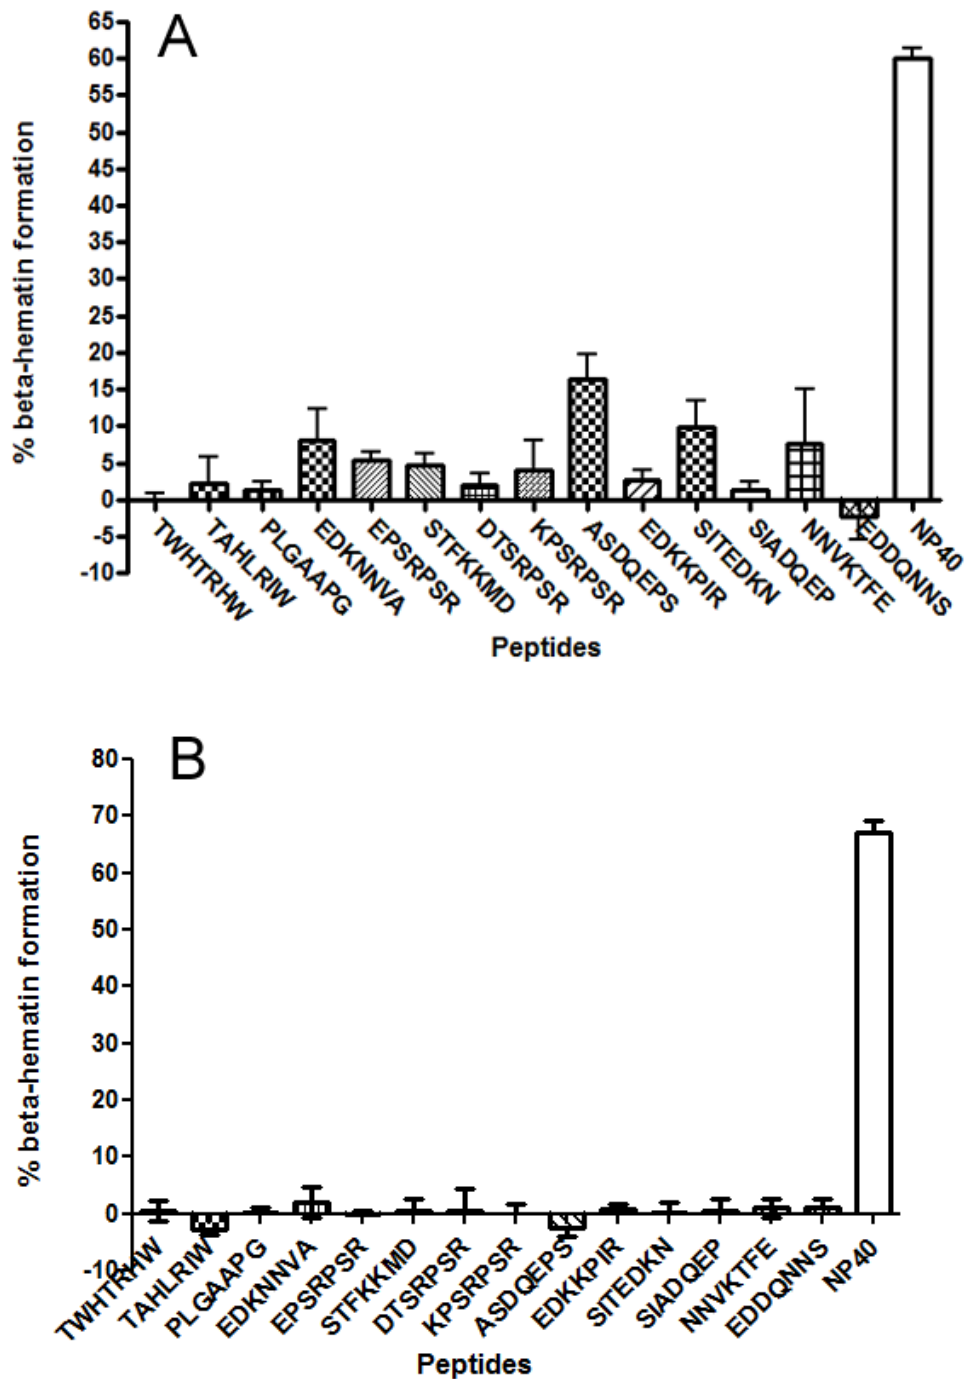 A
% beta-hematin formation
65
60
55
50
45
40
35
30
25
20
15
10
5
0
-5
-10
TWHTRHW
TAHLRIW
PLGAAPG
EDKNNVA
EPSRPSR
STFKKMD
DTSRPSR
KPSRPSR
ASDQEPS
EDKKPIR
SITEDKN
SIADQEP
NNVKTFE
EDDQNNS
NP40
Peptides
B
% beta-hematin formation
80
70
60
50
40
30
20
10
0
-10
TWHTRHW
TAHLRIW
PLGAAPG
EDKNNVA
EPSRPSR
STFKKMD
DTSRPSR
KPSRPSR
ASDQEPS
EDKKPIR
SITEDKN
SIADQEP
NNVKTFE
EDDQNNS
NP40
Peptides